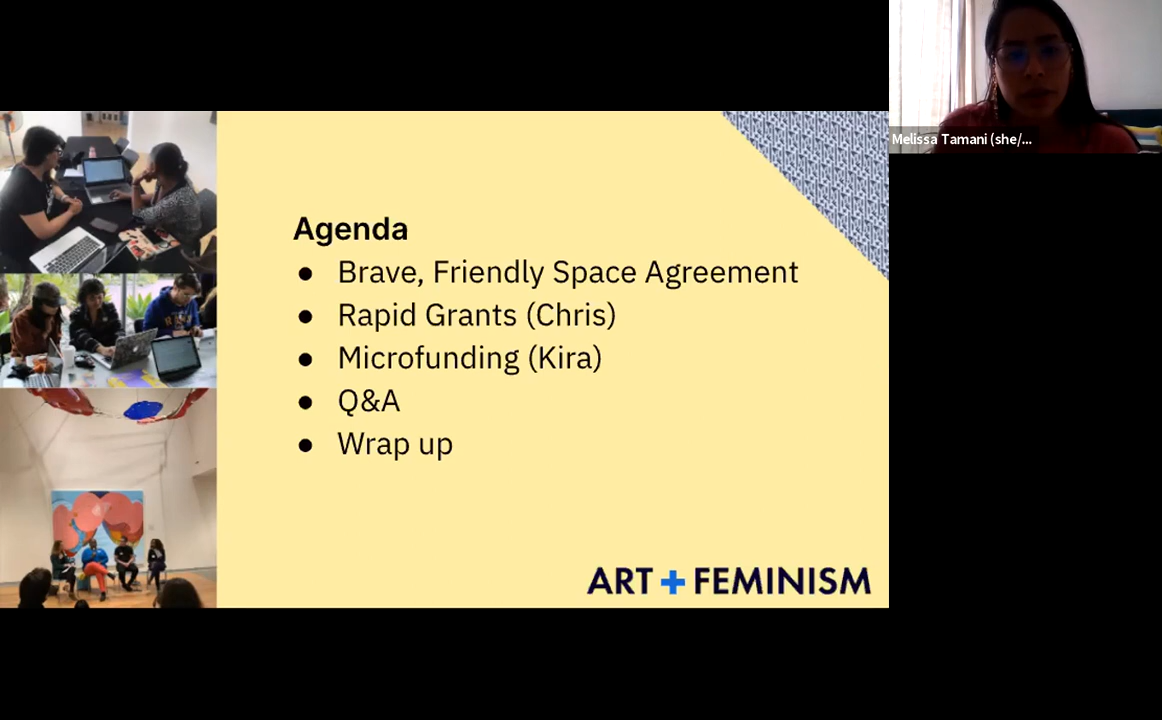 Melissa Tamani (she/...
Agenda
● Brave, Friendly Space Agreement
● Rapid Grants (Chris)
● Microfunding (Kira)
● Q&A
● Wrap up
ART + FEMINISM